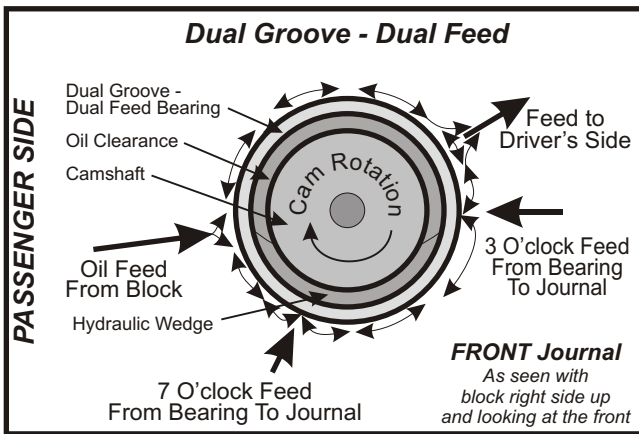 Dual Groove - Dual Feed
PASSENGER SIDE
Dual Groove -
Dual Feed Bearing
Oil Clearance
Camshaft
Cam Rotation
Feed to
Driver's Side
Oil Feed
From Block
3 O'clock Feed
From Bearing
To Journal
Hydraulic Wedge
7 O'clock Feed
From Bearing To Journal
FRONT Journal
As seen with
block right side up
and looking at the front